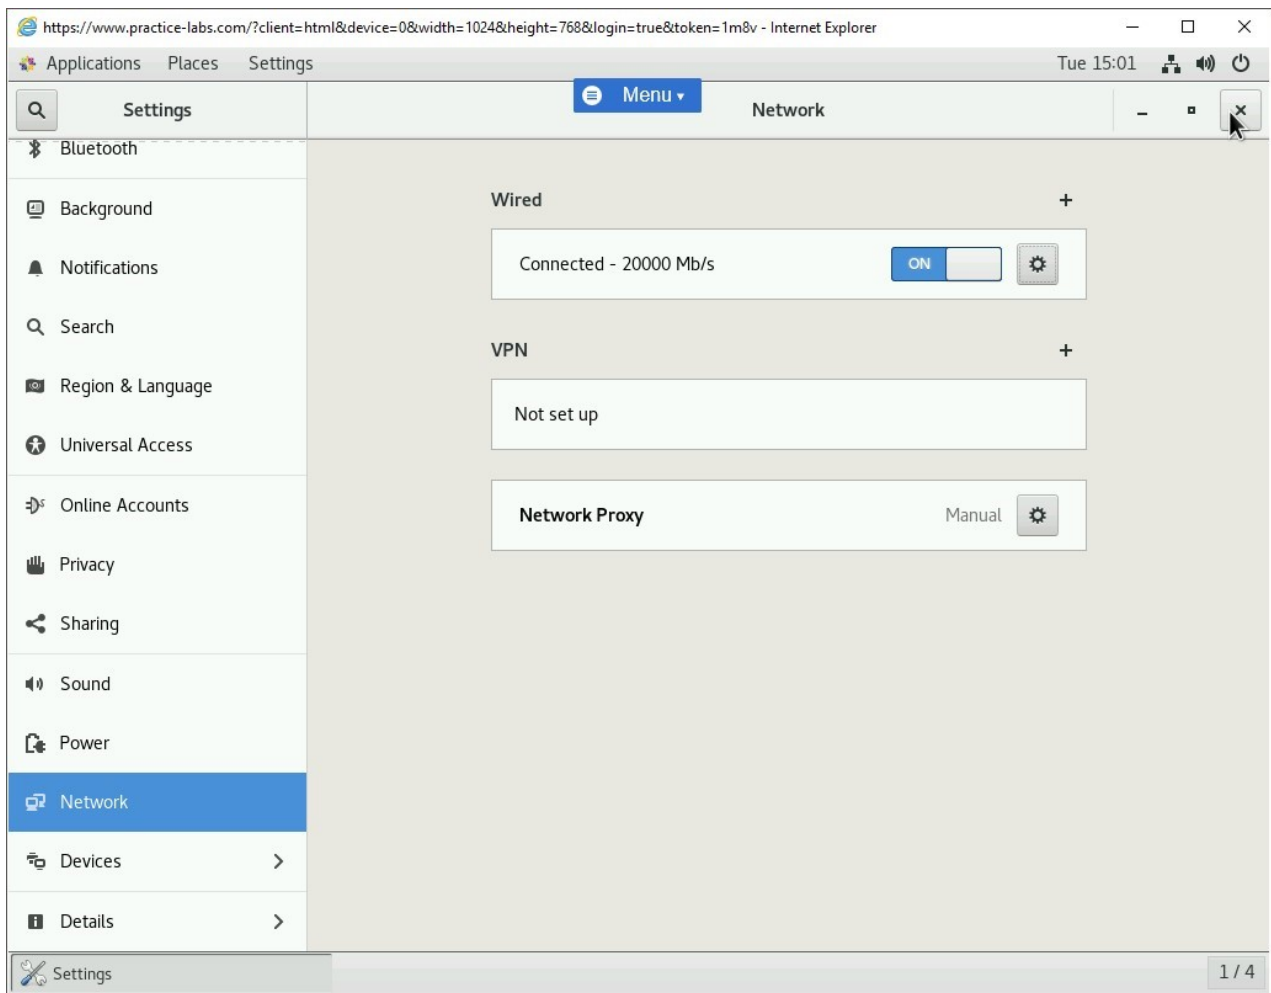 https://www.practice-labs.com/?client=html&device=0&width=1024&height=768&login=true&token=1m8v - Internet Explorer
Applications Places Settings Tue 15:01
Settings Menu Network
Bluetooth
Background
Notifications
Search
Region & Language
Universal Access
Online Accounts
Privacy
Sharing
Sound
Power
Network
Devices
Details
Wired +
Connected - 20000 Mb/s ON
VPN +
Not set up
Network Proxy Manual
Settings 1 / 4